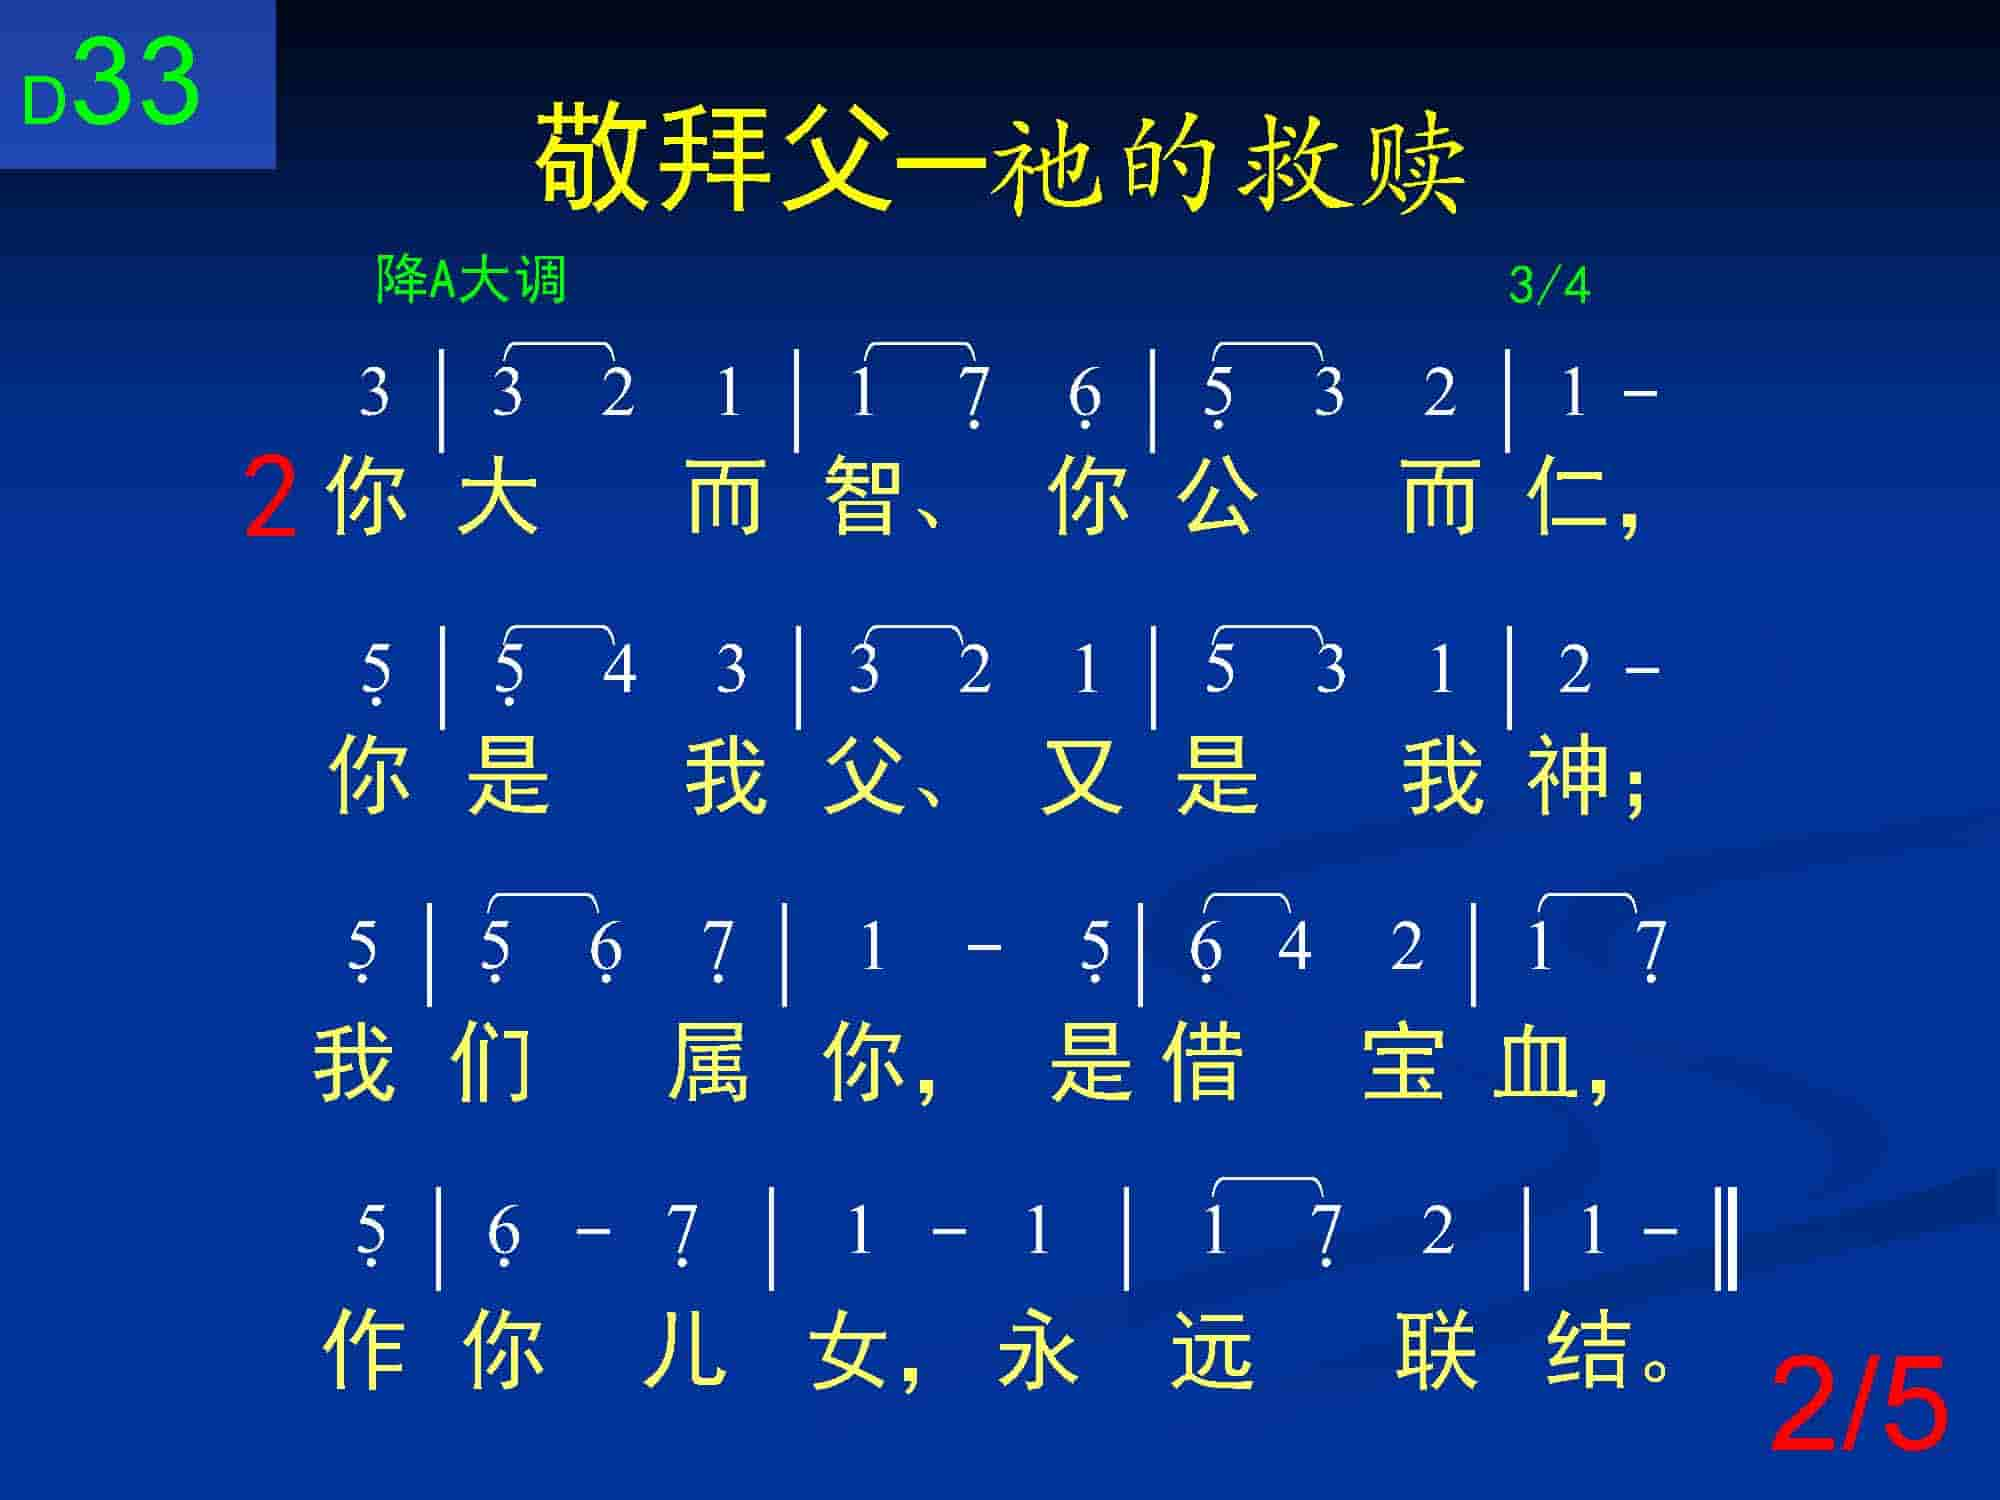 D33
敬拜父—祂的救赎
降A大调 3/4
3 | 3 2 1 | 1 7̣ 6̣ | 5̣ 3 2 | 1 -
2 你 大 而 智、 你 公 而 仁，
5̣ | 5̣ 4 3 | 3 2 1 | 5 3 1 | 2 -
你 是 我 父、 又 是 我 神；
5̣ | 5̣ 6̣ 7̣ | 1 - 5̣ | 6̣ 4 2 | 1 7̣
我 们 属 你， 是 借 宝 血，
5̣ | 6̣ - 7̣ | 1 - 1 | 1 7̣ 2 | 1 - ‖
作 你 儿 女， 永 远 联 结。
2/5